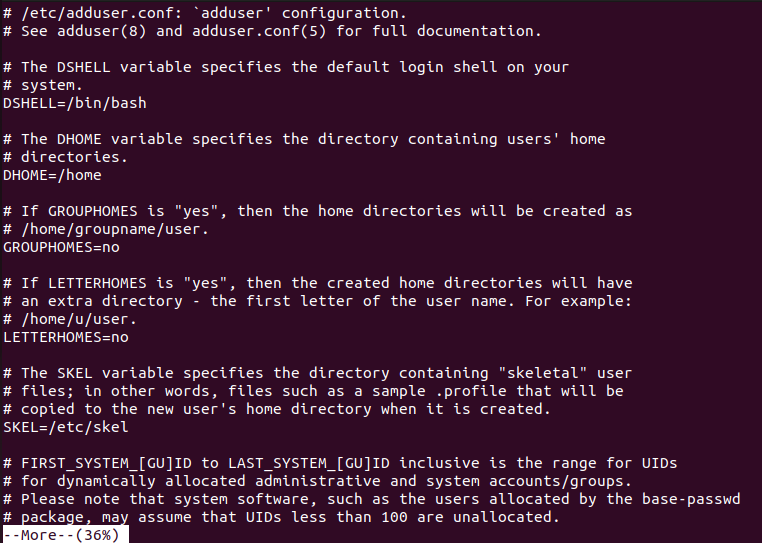 # /etc/adduser.conf: `adduser' configuration.
# See adduser(8) and adduser.conf(5) for full documentation.

# The DSHELL variable specifies the default login shell on your
# system.
DSHELL=/bin/bash

# The DHOME variable specifies the directory containing users' home
# directories.
DHOME=/home

# If GROUPHOMES is "yes", then the home directories will be created as
# /home/groupname/user.
GROUPHOMES=no

# If LETTERHOMES is "yes", then the created home directories will have
# an extra directory - the first letter of the user name. For example:
# /home/u/user.
LETTERHOMES=no

# The SKEL variable specifies the directory containing "skeletal" user
# files; in other words, files such as a sample .profile that will be
# copied to the new user's home directory when it is created.
SKEL=/etc/skel

# FIRST_SYSTEM_[GU]ID to LAST_SYSTEM_[GU]ID inclusive is the range for UIDs
# for dynamically allocated administrative and system accounts/groups.
# Please note that system software, such as the users allocated by the base-passwd
# package, may assume that UIDs less than 100 are unallocated.
--More--(36%)